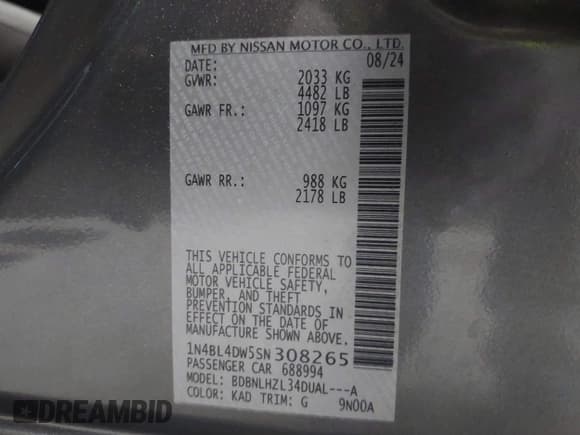 MFD BY NISSAN MOTOR CO., LTD.
DATE: 08/24
GVWR: 2033 KG
4482 LB
GAWR FR.: 1097 KG
2418 LB
GAWR RR.: 988 KG
2178 LB
THIS VEHICLE CONFORMS TO
ALL APPLICABLE FEDERAL
MOTOR VEHICLE SAFETY,
BUMPER, AND THEFT
PREVENTION STANDARDS IN
EFFECT ON THE DATE OF
MANUFACTURE SHOWN ABOVE.
1N4BL4DW5SN308265
PASSENGER CAR 688994
MODEL: BDBNLHZL34DUAL---A
COLOR: KAD TRIM: G 9N00A
DREAMBID